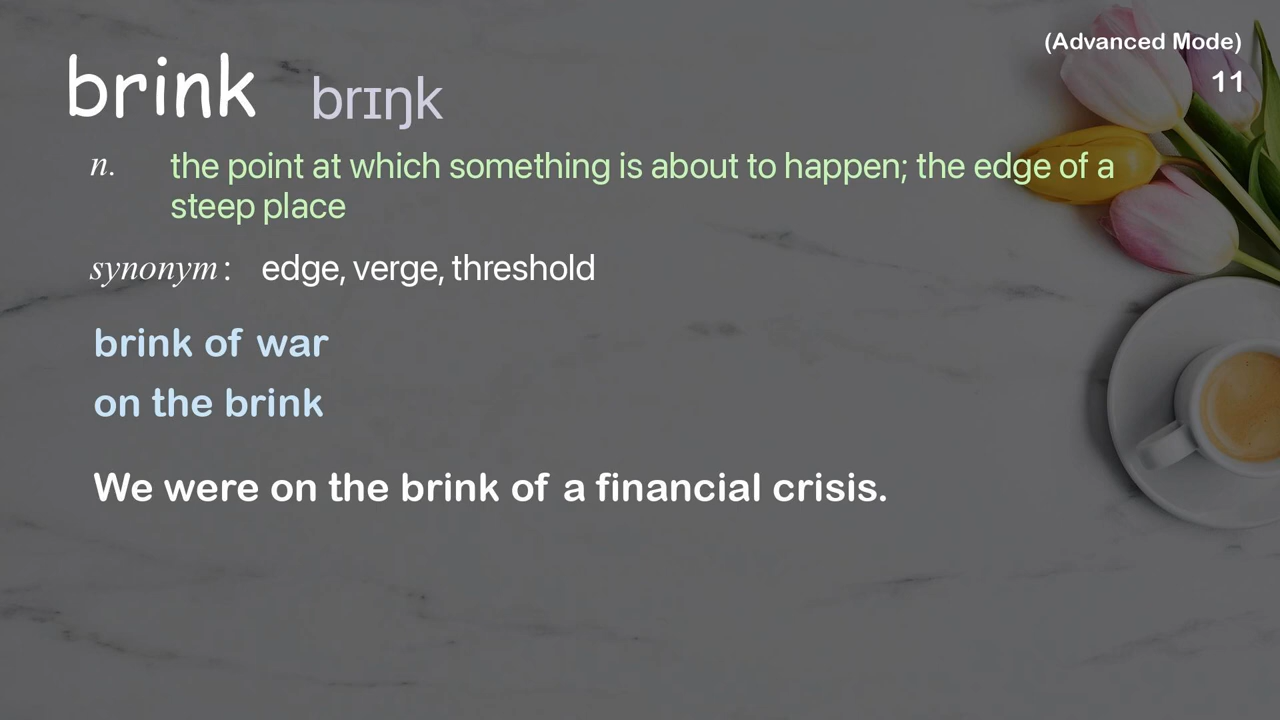 (Advanced Mode)
11
brink brɪŋk
n. the point at which something is about to happen; the edge of a
steep place
synonym: edge, verge, threshold
brink of war
on the brink
We were on the brink of a financial crisis.